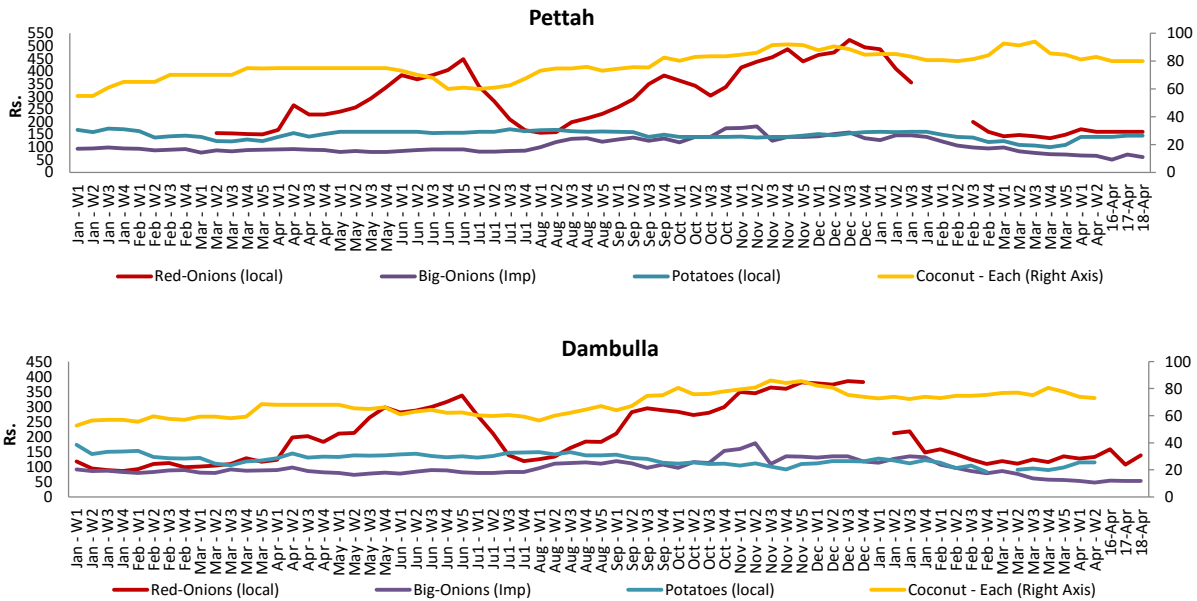 Pettah
550
500
450
400
350
300
250
200
150
100
50
0
Rs.
100
80
60
40
20
0
Jan - W1
Jan - W2
Jan - W3
Jan - W4
Feb - W1
Feb - W2
Feb - W3
Feb - W4
Mar - W1
Mar - W2
Mar - W3
Mar - W4
Mar - W5
Apr - W1
Apr - W2
Apr - W3
Apr - W4
May - W1
May - W2
May - W3
May - W4
Jun - W1
Jun - W2
Jun - W3
Jun - W4
Jun - W5
Ju1 - W1
Ju1 - W2
Ju1 - W3
Ju1 - W4
Aug - W1
Aug - W2
Aug - W3
Aug - W4
Aug - W5
Sep - W1
Sep - W2
Sep - W3
Sep - W4
Oct - W1
Oct - W2
Oct - W3
Oct - W4
Nov - W1
Nov - W2
Nov - W3
Nov - W4
Nov - W5
Dec - W1
Dec - W2
Dec - W3
Dec - W4
Jan - W1
Jan - W2
Jan - W3
Jan - W4
Feb - W1
Feb - W2
Feb - W3
Feb - W4
Mar - W1
Mar - W2
Mar - W3
Mar - W4
Mar - W5
Apr - W1
Apr - W2
16-Apr
17-Apr
18-Apr
Red-Onions (local) Big-Onions (Imp) Potatoes (local) Coconut - Each (Right Axis)
Dambulla
450
400
350
300
250
200
150
100
50
0
Rs.
100
80
60
40
20
0
Jan - W1
Jan - W2
Jan - W3
Jan - W4
Feb - W1
Feb - W2
Feb - W3
Feb - W4
Mar - W1
Mar - W2
Mar - W3
Mar - W4
Mar - W5
Apr - W1
Apr - W2
Apr - W3
Apr - W4
May - W1
May - W2
May - W3
May - W4
Jun - W1
Jun - W2
Jun - W3
Jun - W4
Jun - W5
Ju1 - W1
Ju1 - W2
Ju1 - W3
Ju1 - W4
Aug - W1
Aug - W2
Aug - W3
Aug - W4
Aug - W5
Sep - W1
Sep - W2
Sep - W3
Sep - W4
Oct - W1
Oct - W2
Oct - W3
Oct - W4
Nov - W1
Nov - W2
Nov - W3
Nov - W4
Nov - W5
Dec - W1
Dec - W2
Dec - W3
Dec - W4
Jan - W1
Jan - W2
Jan - W3
Jan - W4
Feb - W1
Feb - W2
Feb - W3
Feb - W4
Mar - W1
Mar - W2
Mar - W3
Mar - W4
Mar - W5
Apr - W1
Apr - W2
16-Apr
17-Apr
18-Apr
Red-Onions (local) Big-Onions (Imp) Potatoes (local) Coconut - Each (Right Axis)